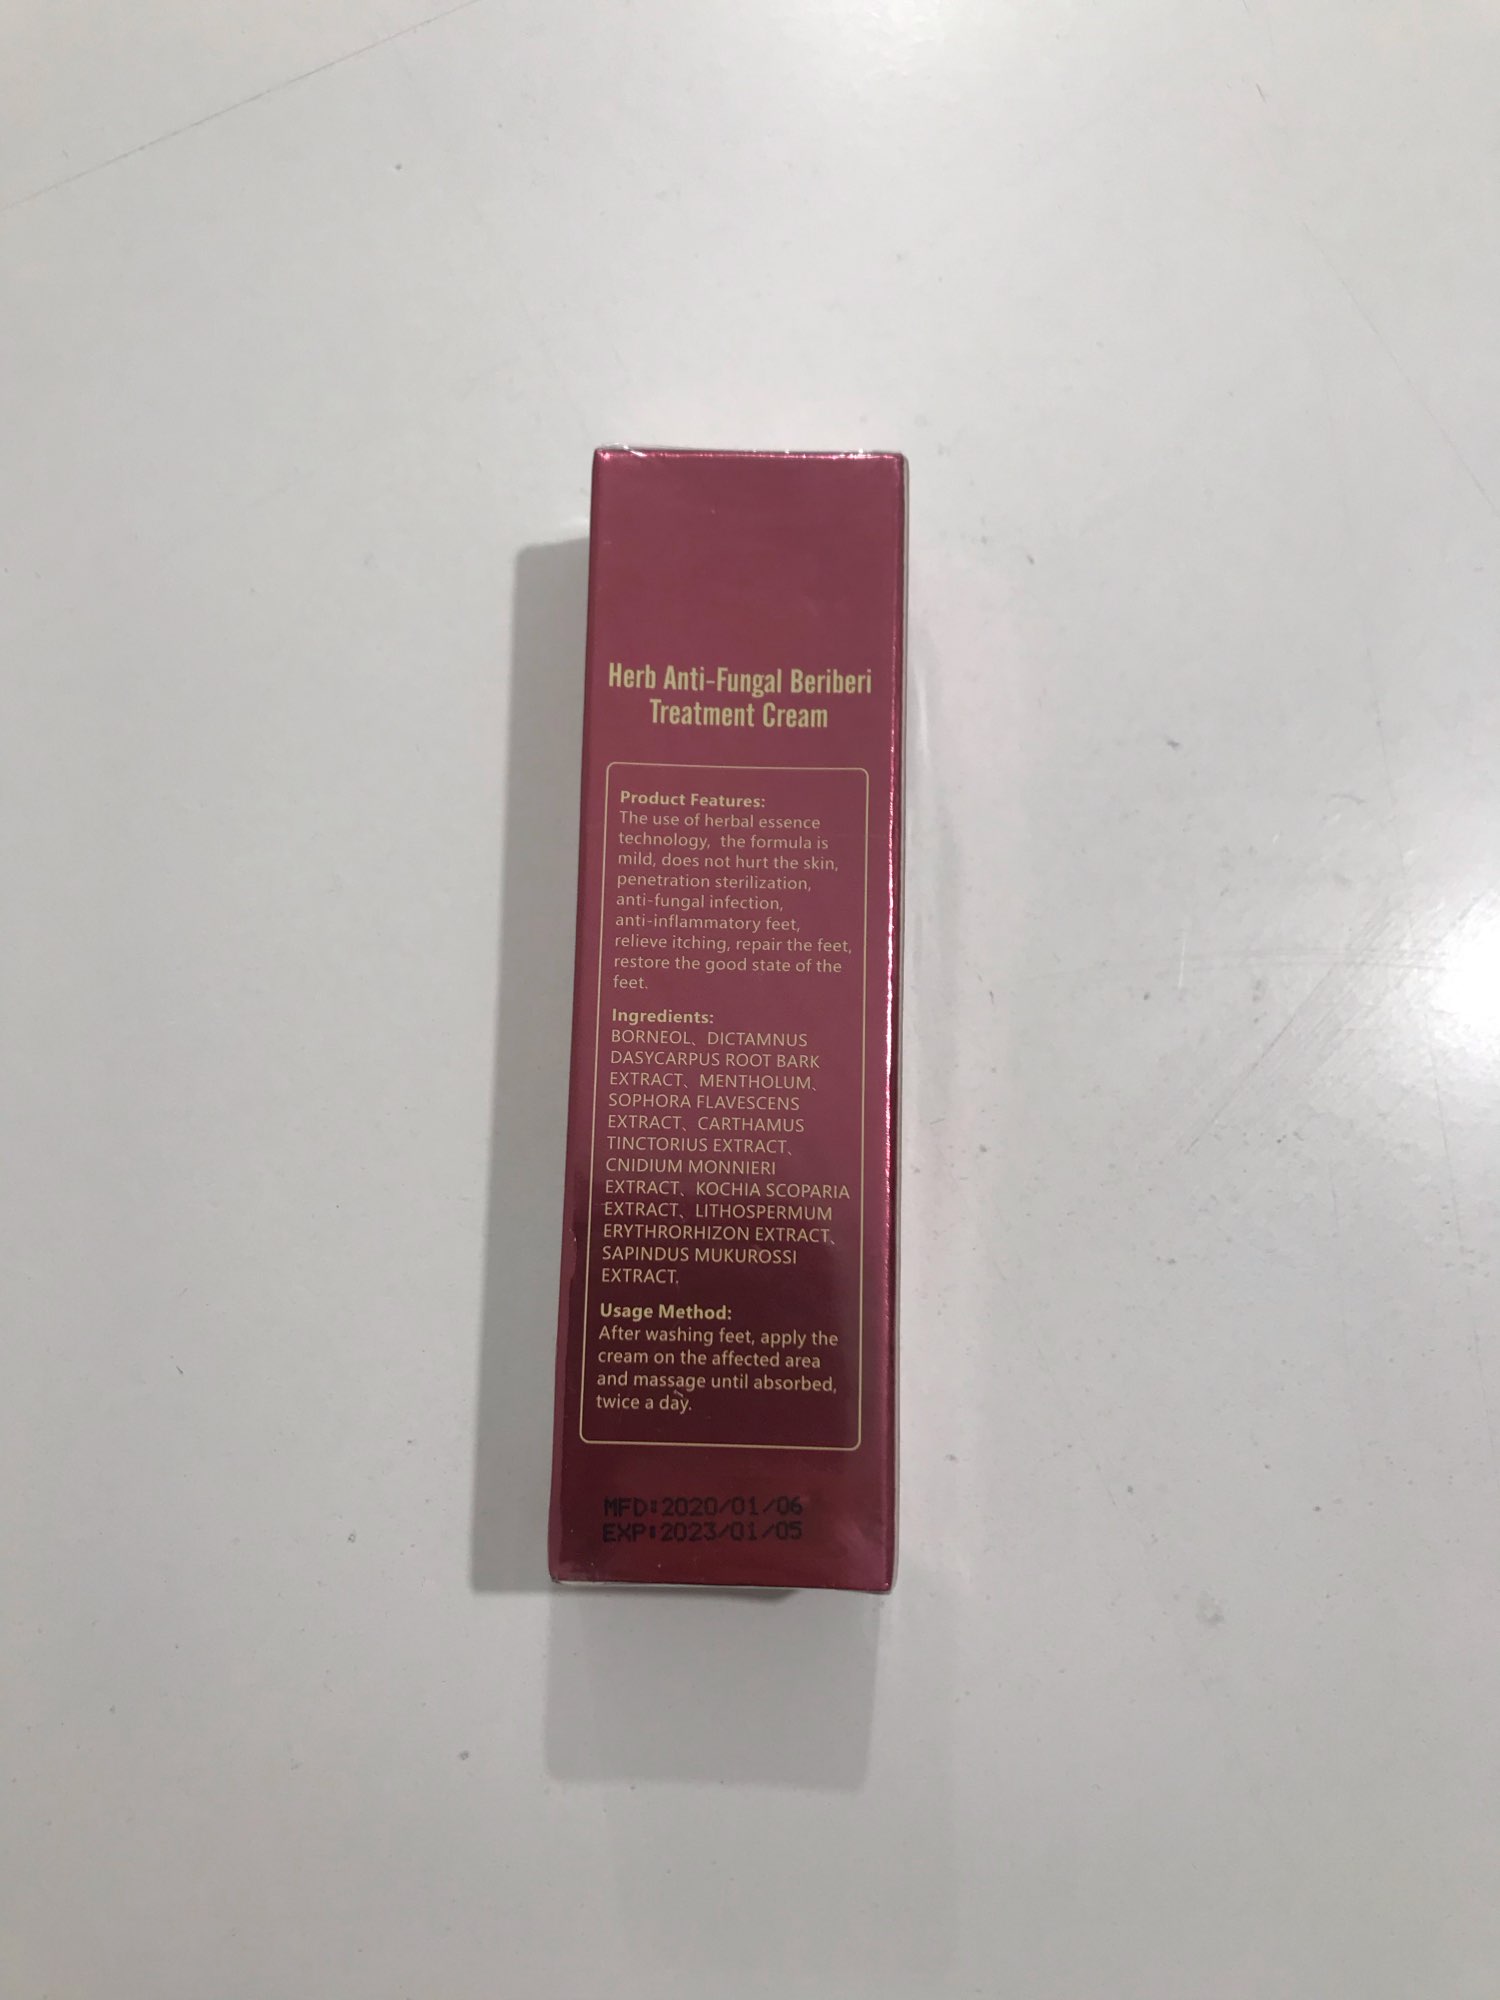 Herb Anti-Fungal Beriberi
Treatment Cream
Product Features:
The use of herbal essence
technology, the formula is
mild, does not hurt the skin,
penetration sterilization,
anti-fungal infection,
anti-inflammatory feet,
relieve itching, repair the feet,
restore the good state of the
feet.
Ingredients:
BORNEOL、DICTAMNUS
DASYCARPUS ROOT BARK
EXTRACT、MENTHOLUM、
SOPHORA FLAVESCENS
EXTRACT、CARTHAMUS
TINCTORIUS EXTRACT、
CNIDIUM MONNIERI
EXTRACT、KOCHIA SCOPARIA
EXTRACT、LITHOSPERMUM
ERYTHRORHIZON EXTRACT、
SAPINDUS MUKUROSSI
EXTRACT.
Usage Method:
After washing feet, apply the
cream on the affected area
and massage until absorbed,
twice a day.
MFD:2020/01/06
EXP:2023/01/05